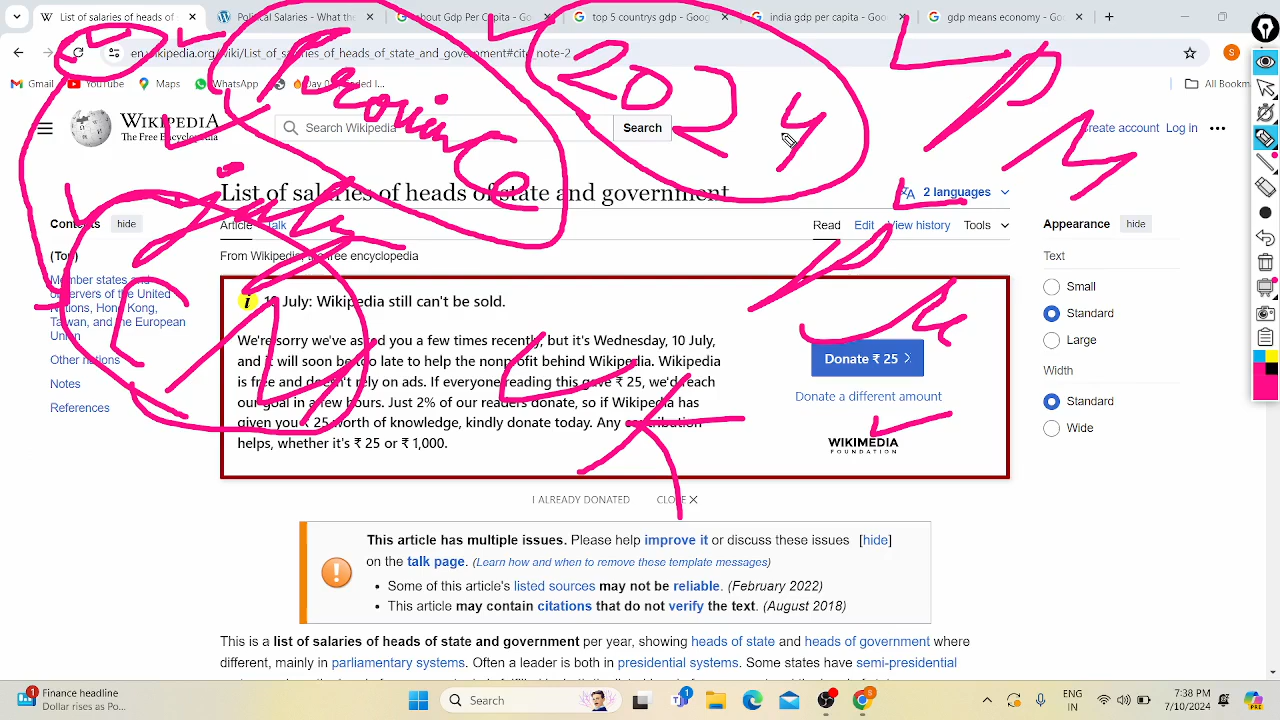 List of salaries of heads
Political Salaries - The
about Gdp Per Capita - Goo
top 5 countrys gdp - Goog
gdp means economy - Goo
en.wikipedia.org/wiki/List_of_salaries_of_heads_of_state_and_government#cite_note-2
Gmail
YouTube
Maps
WhatsApp
All Bookm
WIKIPEDIA
The Free Encyclopedia
Search Wikipedia
Search
Create account
Log in
Province
2024
PM
July
List of salaries of heads of state and government
2 languages
Contents
hide
Article
Talk
Read
Edit
View history
Tools
Appearance
hide
From Wikipedia, the free encyclopedia
(Top)
Member states and
observers of the United
Nations, Hong Kong,
Taiwan, and the European
Union
Other nations
Notes
References
Text
Small
Standard
Large
Width
Standard
Wide
10 July: Wikipedia still can't be sold.
We're sorry we've asked you a few times recently, but it's Wednesday, 10 July,
and it will soon be too late to help the nonprofit behind Wikipedia. Wikipedia
is free and doesn't rely on ads. If everyone reading this gave ₹ 25, we'd reach
our goal in a few hours. Just 2% of our readers donate, so if Wikipedia has
given you ₹ 25 worth of knowledge, kindly donate today. Any contribution
helps, whether it's ₹ 25 or ₹ 1,000.
Donate ₹ 25
Donate a different amount
WIKIMEDIA
FOUNDATION
I ALREADY DONATED
CLOSE
This article has multiple issues. Please help improve it or discuss these issues [hide]
on the talk page. (Learn how and when to remove these template messages)
• Some of this article's listed sources may not be reliable. (February 2022)
• This article may contain citations that do not verify the text. (August 2018)
This is a list of salaries of heads of state and government per year, showing heads of state and heads of government where
different, mainly in parliamentary systems. Often a leader is both in presidential systems. Some states have semi-presidential
Finance headline
Dollar rises as Po...
Search
ENG
IN
7:38 PM
7/10/2024